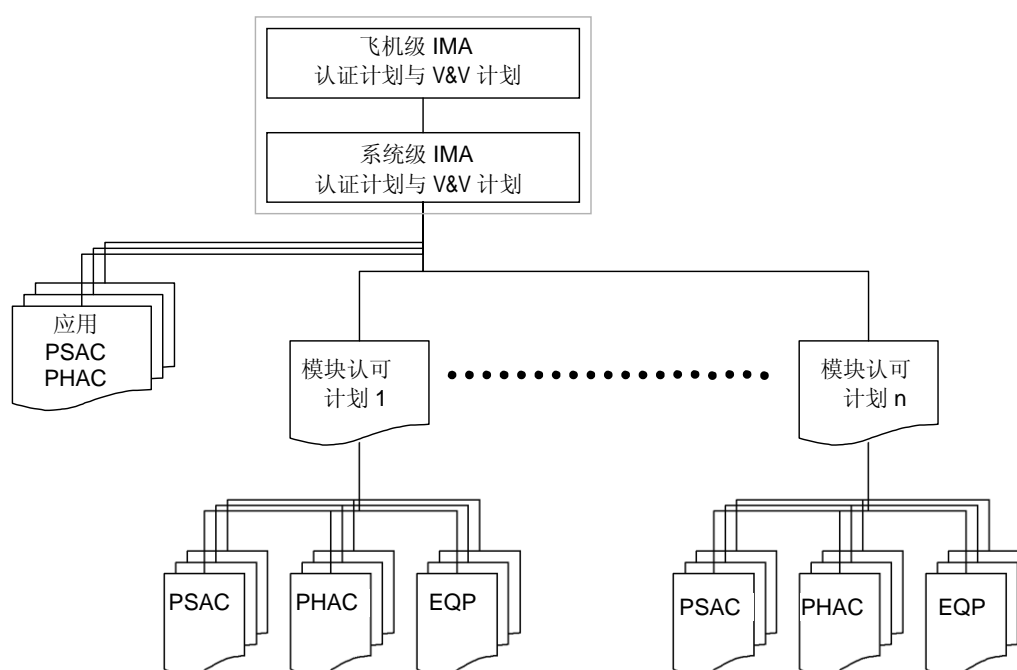 飞机级 IMA
认证计划与 V&V 计划
系统级 IMA
认证计划与 V&V 计划
应用
PSAC
PHAC
模块认可
计划 1
模块认可
计划 n
PSAC
PHAC
EQP
PSAC
PHAC
EQP